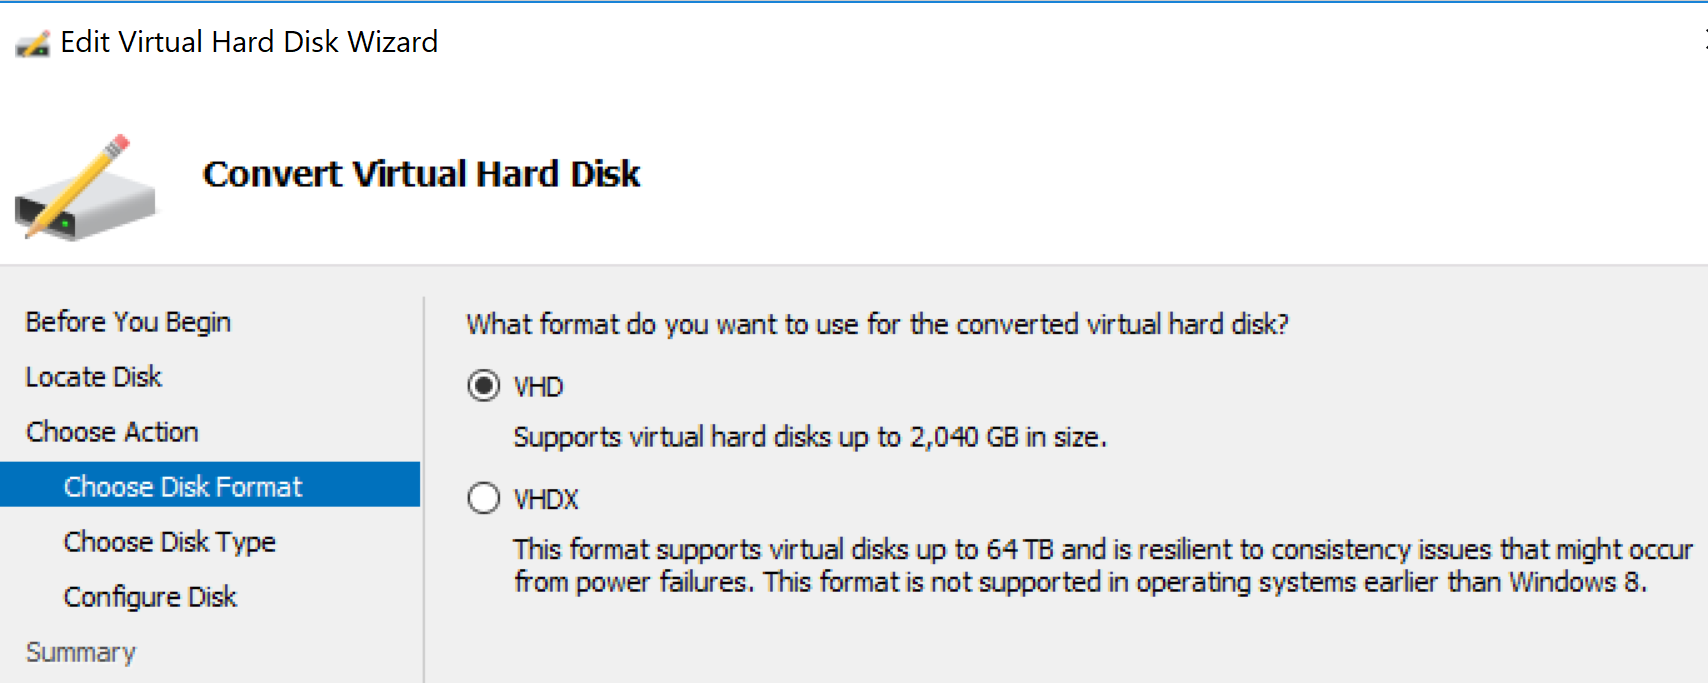 Edit Virtual Hard Disk Wizard
Convert Virtual Hard Disk
Before You Begin
Locate Disk
Choose Action
Choose Disk Format
Choose Disk Type
Configure Disk
Summary
What format do you want to use for the converted virtual hard disk?
VHD
Supports virtual hard disks up to 2,040 GB in size.
VHDX
This format supports virtual disks up to 64 TB and is resilient to consistency issues that might occur
from power failures. This format is not supported in operating systems earlier than Windows 8.